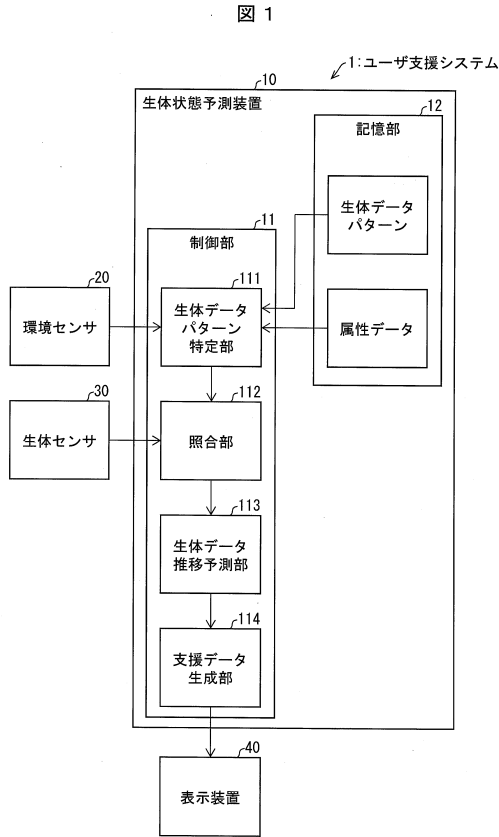 図1
1:ユーザ支援システム
10
生体状態予測装置
12
記憶部
生体データ
パターン
属性データ
11
制御部
111
生体データ
パターン
特定部
20
環境センサ
30
生体センサ
112
照合部
113
生体データ
推移予測部
114
支援データ
生成部
40
表示装置